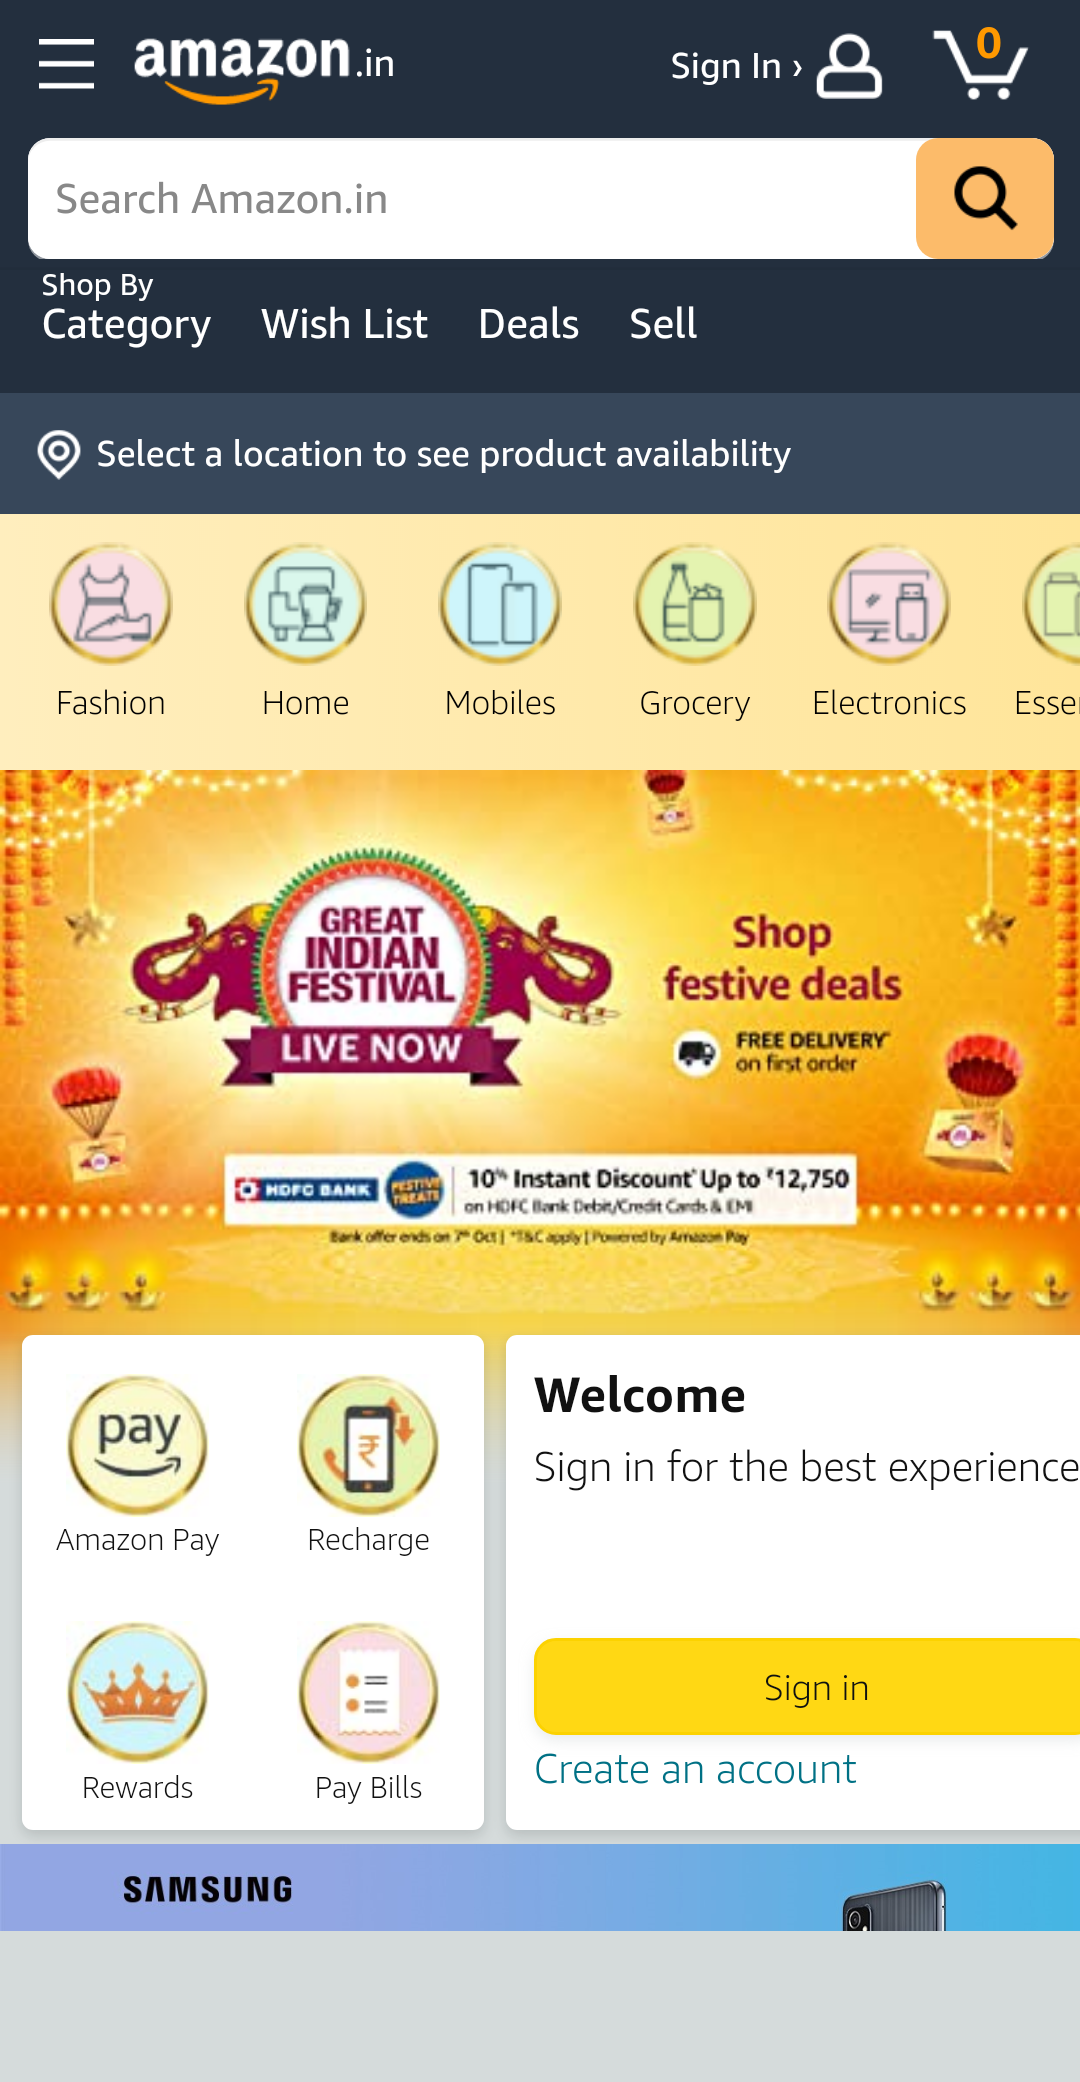 amazon.in
Sign In ›
0
Search Amazon.in
Shop By
Category
Wish List
Deals
Sell
Select a location to see product availability
Fashion
Home
Mobiles
Grocery
Electronics
Esse
GREAT
INDIAN
FESTIVAL
LIVE NOW
Shop
festive deals
FREE DELIVERY*
on first order
HDFC BANK
FESTIVE
TREATS
10% Instant Discount* Up to ₹12,750
on HDFC Bank Debit/Credit Cards & EMI
Bank offer ends on 7th Oct | *T&C apply | Powered by Amazon Pay
pay
Amazon Pay
₹
Recharge
Rewards
Pay Bills
Welcome
Sign in for the best experience
Sign in
Create an account
SAMSUNG